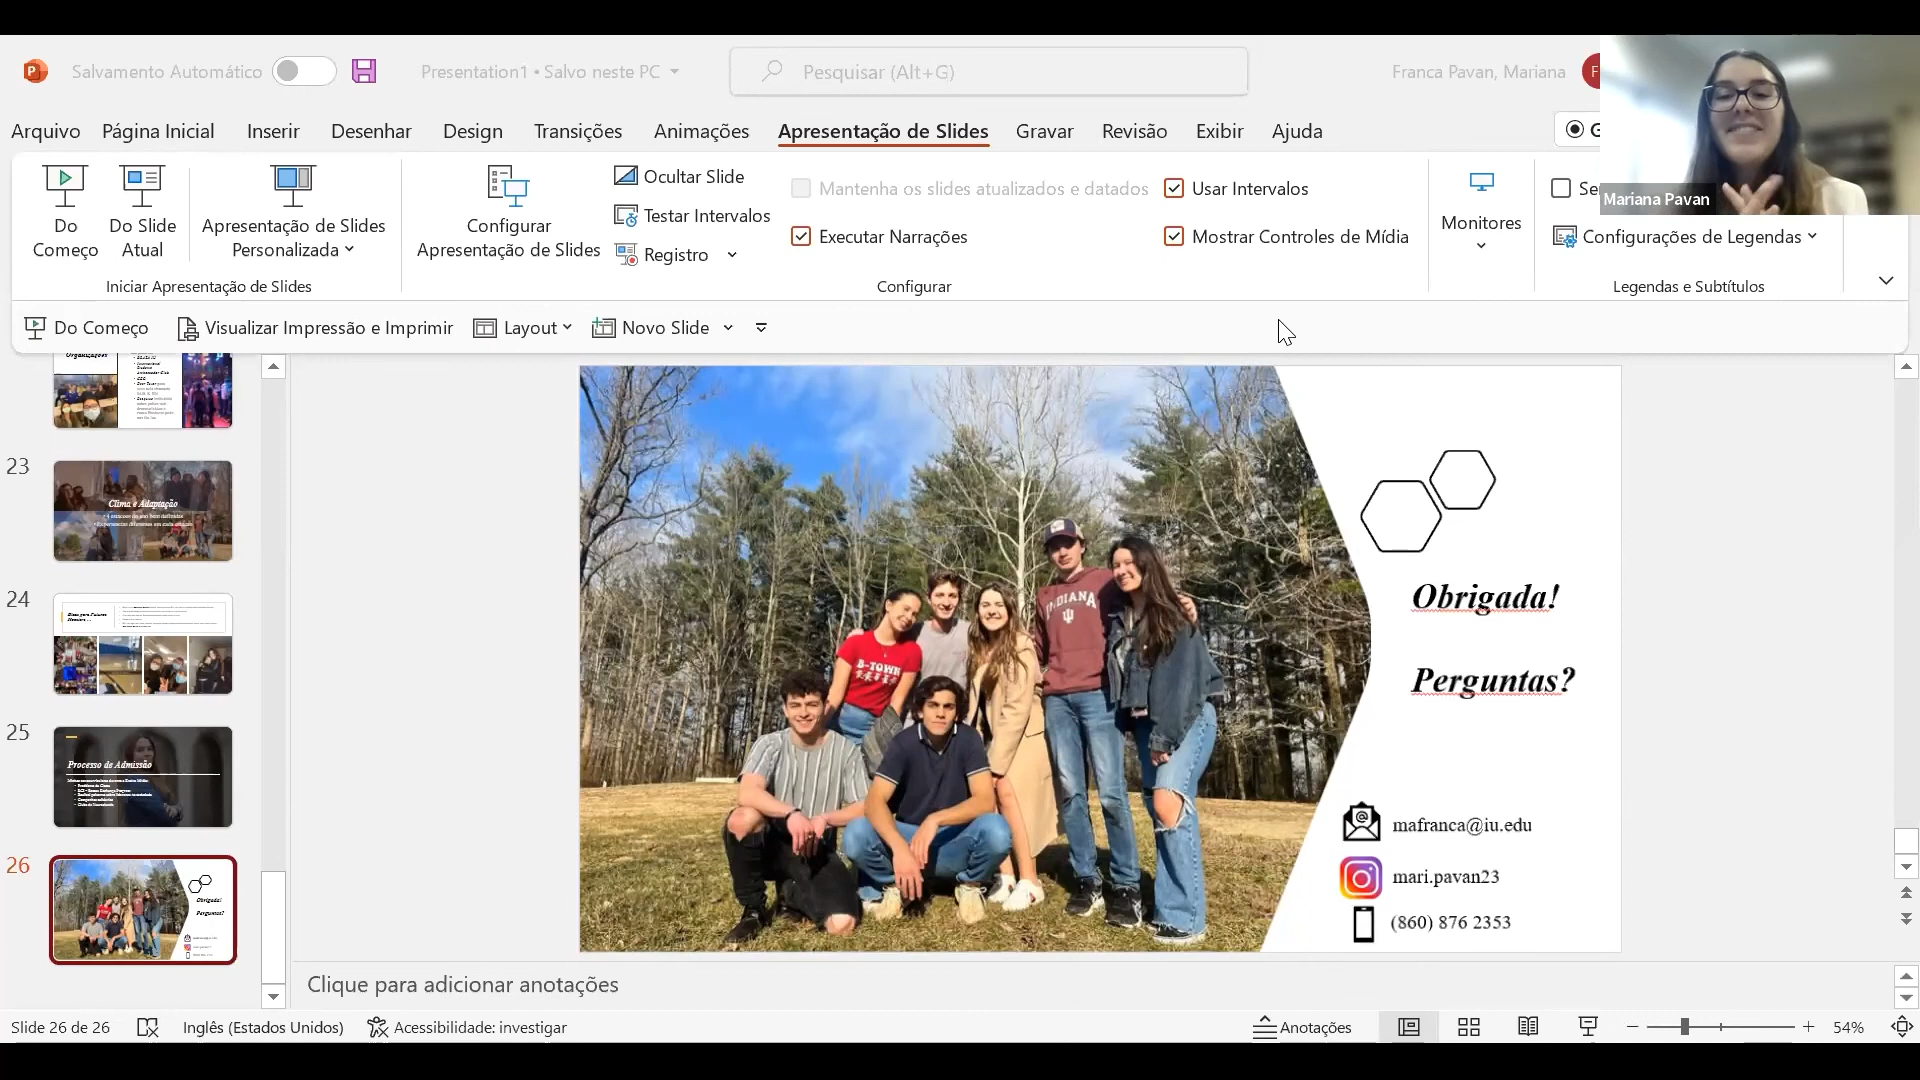 Salvamento Automático
Presentation1 • Salvo neste PC
Pesquisar (Alt+G)
Franca Pavan, Mariana
F
Arquivo Página Inicial Inserir Desenhar Design Transições Animações Apresentação de Slides Gravar Revisão Exibir Ajuda
G
Mariana Pavan
Do Começo
Do Slide Atual
Apresentação de Slides Personalizada
Iniciar Apresentação de Slides
Configurar Apresentação de Slides
Ocultar Slide
Testar Intervalos
Registro
Mantenha os slides atualizados e datados
Executar Narrações
Usar Intervalos
Mostrar Controles de Mídia
Configurar
Monitores
Configurações de Legendas
Legendas e Subtítulos
Do Começo Visualizar Impressão e Imprimir Layout Novo Slide
Organizações
23
Clima e Adaptação
24
25
Processo de Admissão
26
Obrigada!
Perguntas?
B-TOWN
INDIANA
Obrigada!
Perguntas?
mafranca@iu.edu
mari.pavan23
(860) 876 2353
Clique para adicionar anotações
Slide 26 de 26 Inglês (Estados Unidos) Acessibilidade: investigar Anotações 54%